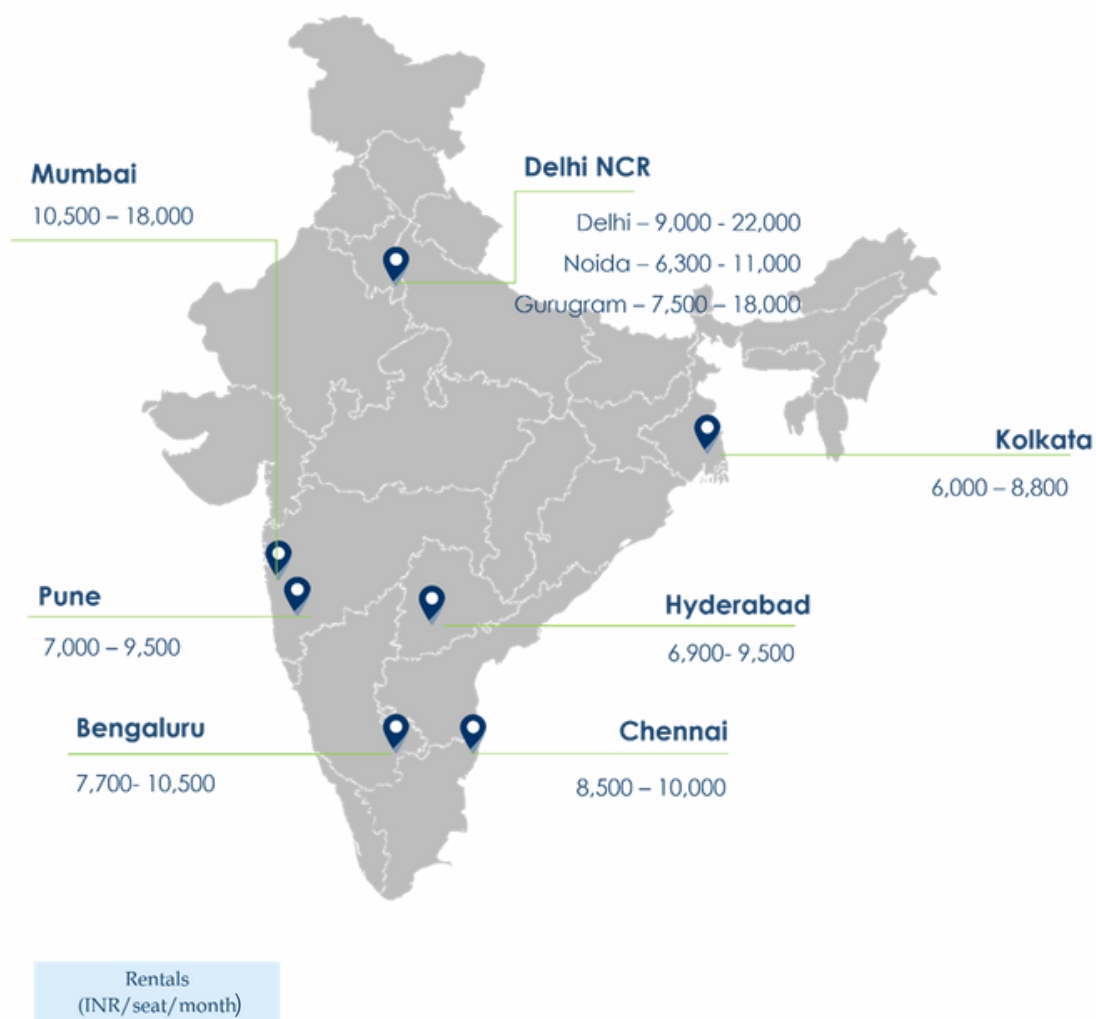 Mumbai
10,500 – 18,000
Delhi NCR
Delhi – 9,000 - 22,000
Noida – 6,300 - 11,000
Gurugram – 7,500 – 18,000
Kolkata
6,000 – 8,800
Pune
7,000 – 9,500
Hyderabad
6,900- 9,500
Bengaluru
7,700- 10,500
Chennai
8,500 – 10,000
Rentals
(INR/seat/month)